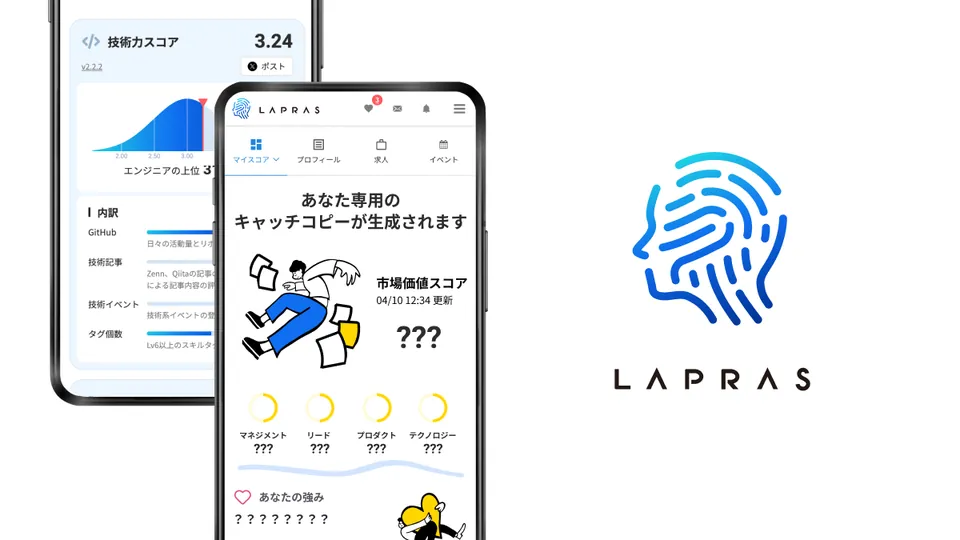 技術力スコア
3.24
v2.2.2
ポスト
2.00 2.50 3.00
エンジニアの上位
内訳
GitHub
日々の活動量とリポ
技術記事
Zenn、Qiitaの記事の
による記事内容の評
技術イベント
技術系イベントの登
タグ個数
Lv6以上のスキルタグ
LAPRAS
3
マイスコア
プロフィール
求人
イベント
あなた専用の
キャッチコピーが生成されます
市場価値スコア
04/10 12:34 更新
???
マネジメント
???
リード
???
プロダクト
???
テクノロジー
???
あなたの強み
????????
LAPRAS